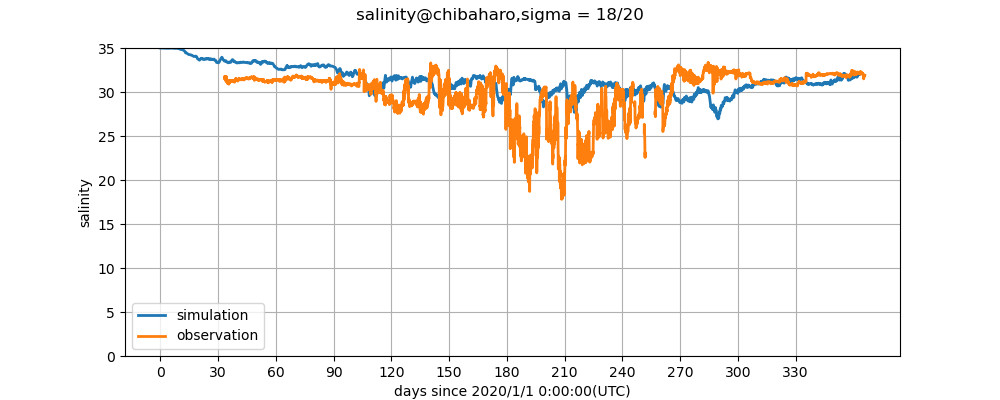 salinity@chibaharo,sigma = 18/20
35
30
25
20
15
10
5
0
salinity
simulation
observation
0 30 60 90 120 150 180 210 240 270 300 330
days since 2020/1/1 0:00:00(UTC)